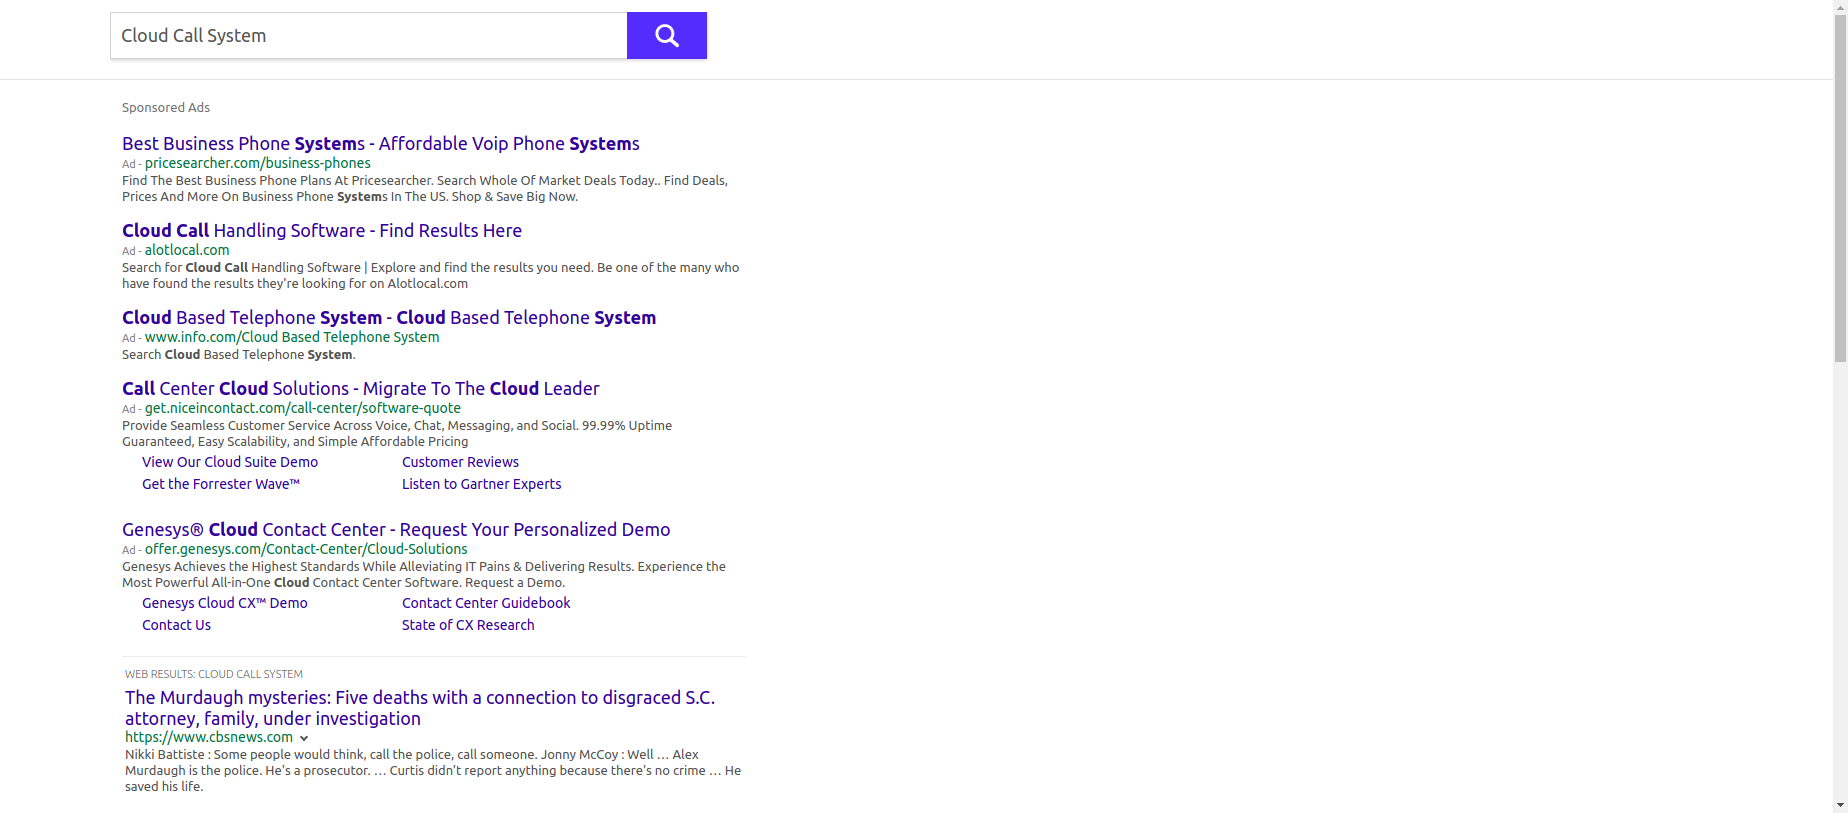 Cloud Call System
Sponsored Ads
Best Business Phone Systems - Affordable Voip Phone Systems
Ad - pricesearcher.com/business-phones
Find The Best Business Phone Plans At Pricesearcher. Search Whole Of Market Deals Today.. Find Deals,
Prices And More On Business Phone Systems In The US. Shop & Save Big Now.
Cloud Call Handling Software - Find Results Here
Ad - alotlocal.com
Search for Cloud Call Handling Software | Explore and find the results you need. Be one of the many who
have found the results they're looking for on Alotlocal.com
Cloud Based Telephone System - Cloud Based Telephone System
Ad - www.info.com/Cloud Based Telephone System
Search Cloud Based Telephone System.
Call Center Cloud Solutions - Migrate To The Cloud Leader
Ad - get.niceincontact.com/call-center/software-quote
Provide Seamless Customer Service Across Voice, Chat, Messaging, and Social. 99.99% Uptime
Guaranteed, Easy Scalability, and Simple Affordable Pricing
View Our Cloud Suite Demo
Customer Reviews
Get the Forrester Wave™
Listen to Gartner Experts
Genesys® Cloud Contact Center - Request Your Personalized Demo
Ad - offer.genesys.com/Contact-Center/Cloud-Solutions
Genesys Achieves the Highest Standards While Alleviating IT Pains & Delivering Results. Experience the
Most Powerful All-in-One Cloud Contact Center Software. Request a Demo.
Genesys Cloud CX™ Demo
Contact Center Guidebook
Contact Us
State of CX Research
WEB RESULTS: CLOUD CALL SYSTEM
The Murdaugh mysteries: Five deaths with a connection to disgraced S.C.
attorney, family, under investigation
https://www.cbsnews.com
Nikki Battiste : Some people would think, call the police, call someone. Jonny McCoy : Well … Alex
Murdaugh is the police. He's a prosecutor. … Curtis didn't report anything because there's no crime … He
saved his life.